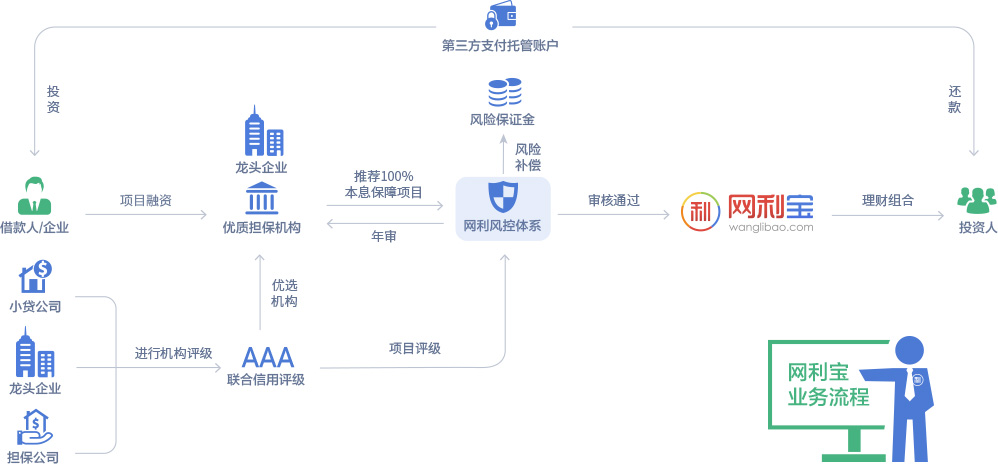 第三方支付托管账户
投
资
还
款
风险保证金
风险
补偿
龙头企业
推荐100%
本息保障项目
项目融资
审核通过
理财组合
利
网利宝
wanglibao.com
借款人/企业
优质担保机构
年审
网利风控体系
投资人
小贷公司
优选
机构
进行机构评级
AAA
项目评级
龙头企业
联合信用评级
担保公司
网利宝
业务流程